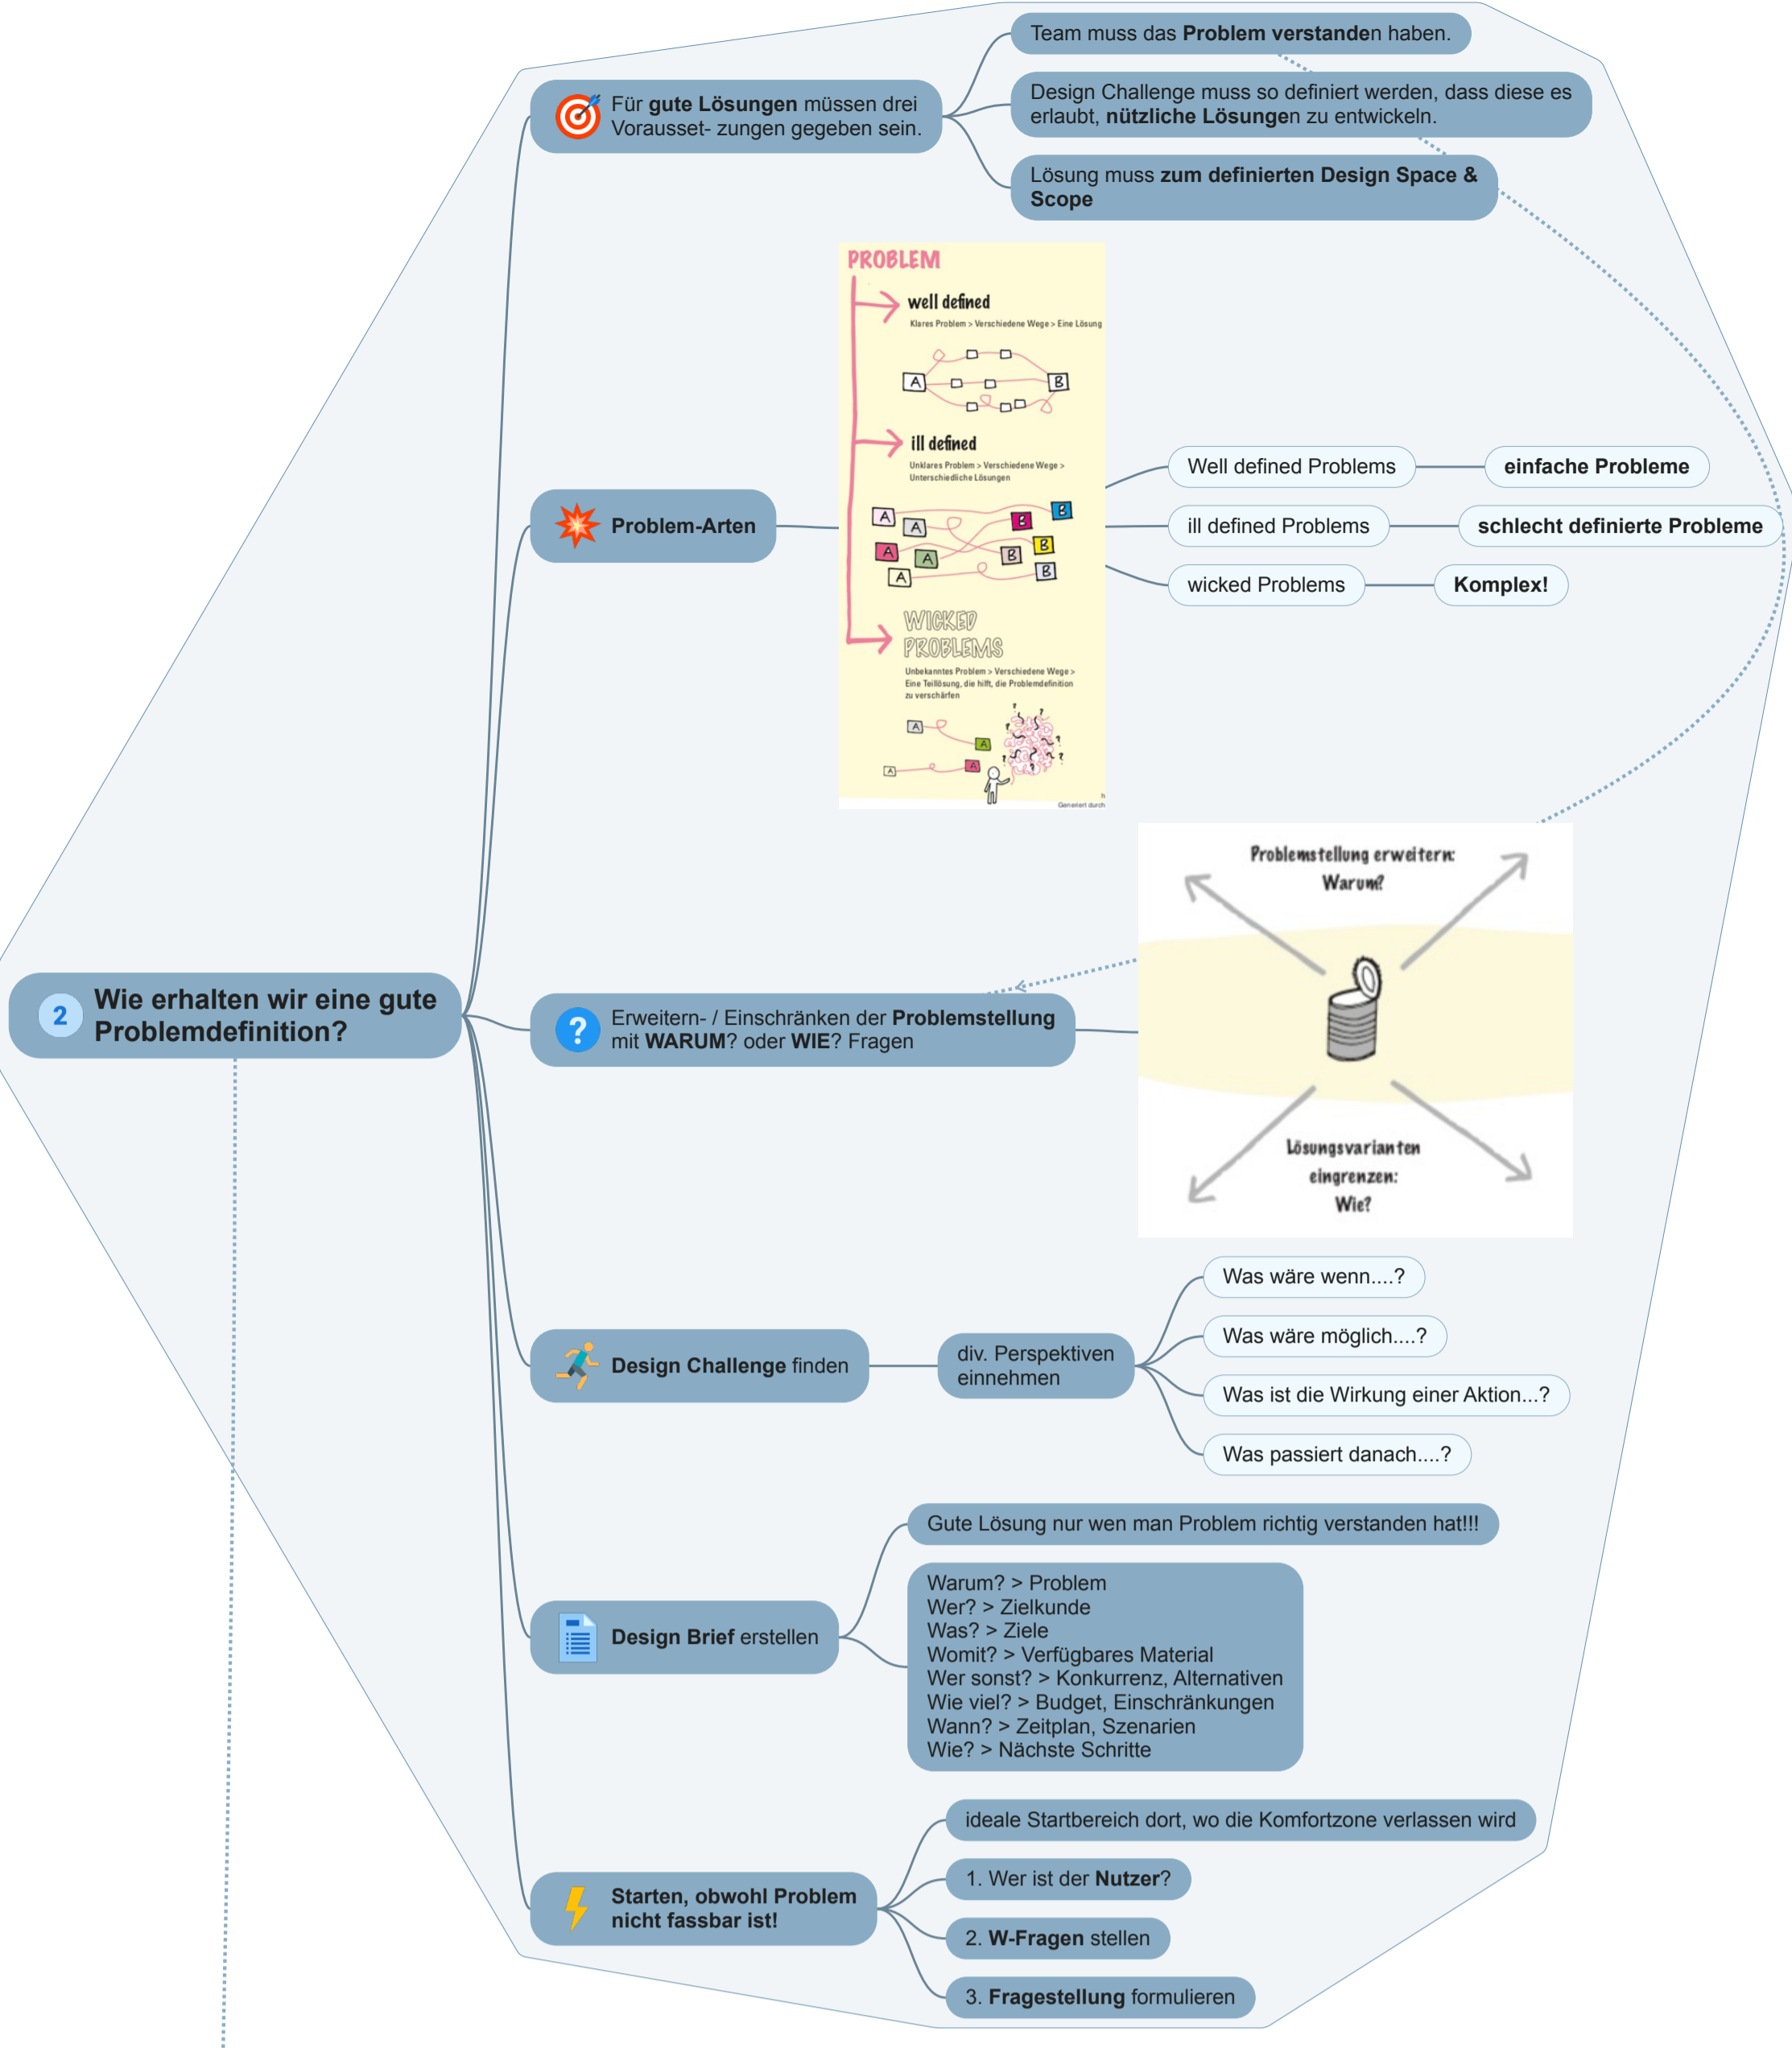 2
Wie erhalten wir eine gute
Problemdefinition?
Für gute Lösungen müssen drei
Vorausset- zungen gegeben sein.
Team muss das Problem verstanden haben.
Design Challenge muss so definiert werden, dass diese es
erlaubt, nützliche Lösungen zu entwickeln.
Lösung muss zum definierten Design Space &
Scope
Problem-Arten
PROBLEM
well defined
Klares Problem > Verschiedene Wege > Eine Lösung
A
B
ill defined
Unklares Problem > Verschiedene Wege >
Unterschiedliche Lösungen
A
A
A
A
A
B
B
B
B
B
WICKED
PROBLEMS
Unbekanntes Problem > Verschiedene Wege >
Eine Teillösung, die hilft, die Problemdefinition
zu verschärfen
A
A
A
A
? ? ? ? ? ? ? ?
h
Generiert durch
Well defined Problems
einfache Probleme
ill defined Problems
schlecht definierte Probleme
wicked Problems
Komplex!
?
Erweitern- / Einschränken der Problemstellung
mit WARUM? oder WIE? Fragen
Problemstellung erweitern:
Warum?
Lösungsvarianten
eingrenzen:
Wie?
Design Challenge finden
div. Perspektiven
einnehmen
Was wäre wenn....?
Was wäre möglich....?
Was ist die Wirkung einer Aktion...?
Was passiert danach....?
Design Brief erstellen
Gute Lösung nur wen man Problem richtig verstanden hat!!!
Warum? > Problem
Wer? > Zielkunde
Was? > Ziele
Womit? > Verfügbares Material
Wer sonst? > Konkurrenz, Alternativen
Wie viel? > Budget, Einschränkungen
Wann? > Zeitplan, Szenarien
Wie? > Nächste Schritte
Starten, obwohl Problem
nicht fassbar ist!
ideale Startbereich dort, wo die Komfortzone verlassen wird
1. Wer ist der Nutzer?
2. W-Fragen stellen
3. Fragestellung formulieren